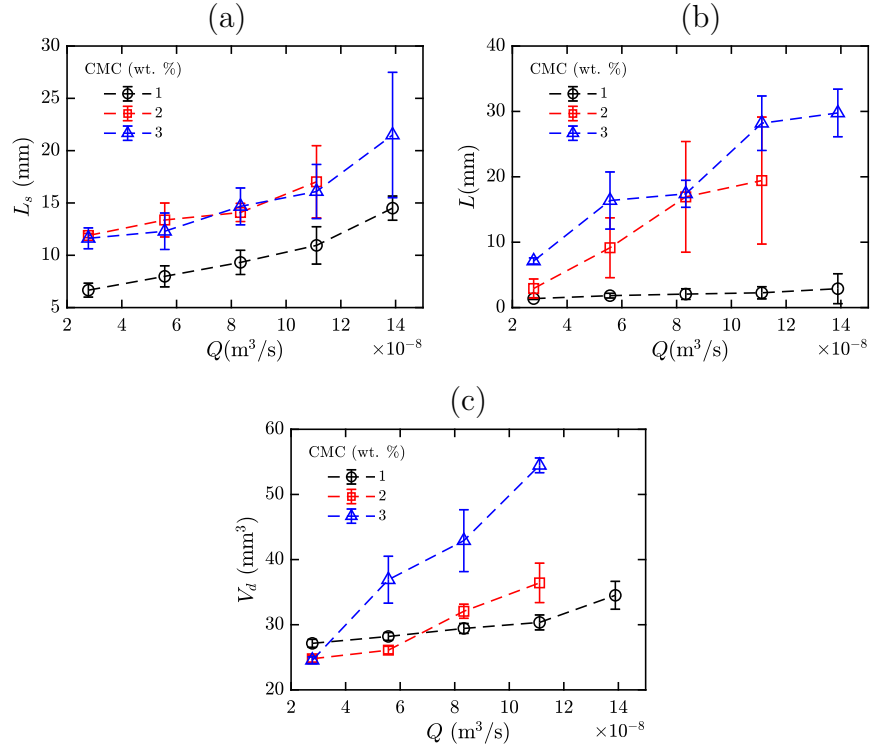 (a)
30
25
20
15
10
5
L_s (mm)
CMC (wt. %)
1
2
3
2 4 6 8 10 12 14
Q(m³/s)
×10⁻⁸
(b)
40
30
20
10
0
L(mm)
CMC (wt. %)
1
2
3
2 4 6 8 10 12 14
Q(m³/s)
×10⁻⁸
(c)
60
50
40
30
20
V_d (mm³)
CMC (wt. %)
1
2
3
2 4 6 8 10 12 14
Q (m³/s)
×10⁻⁸